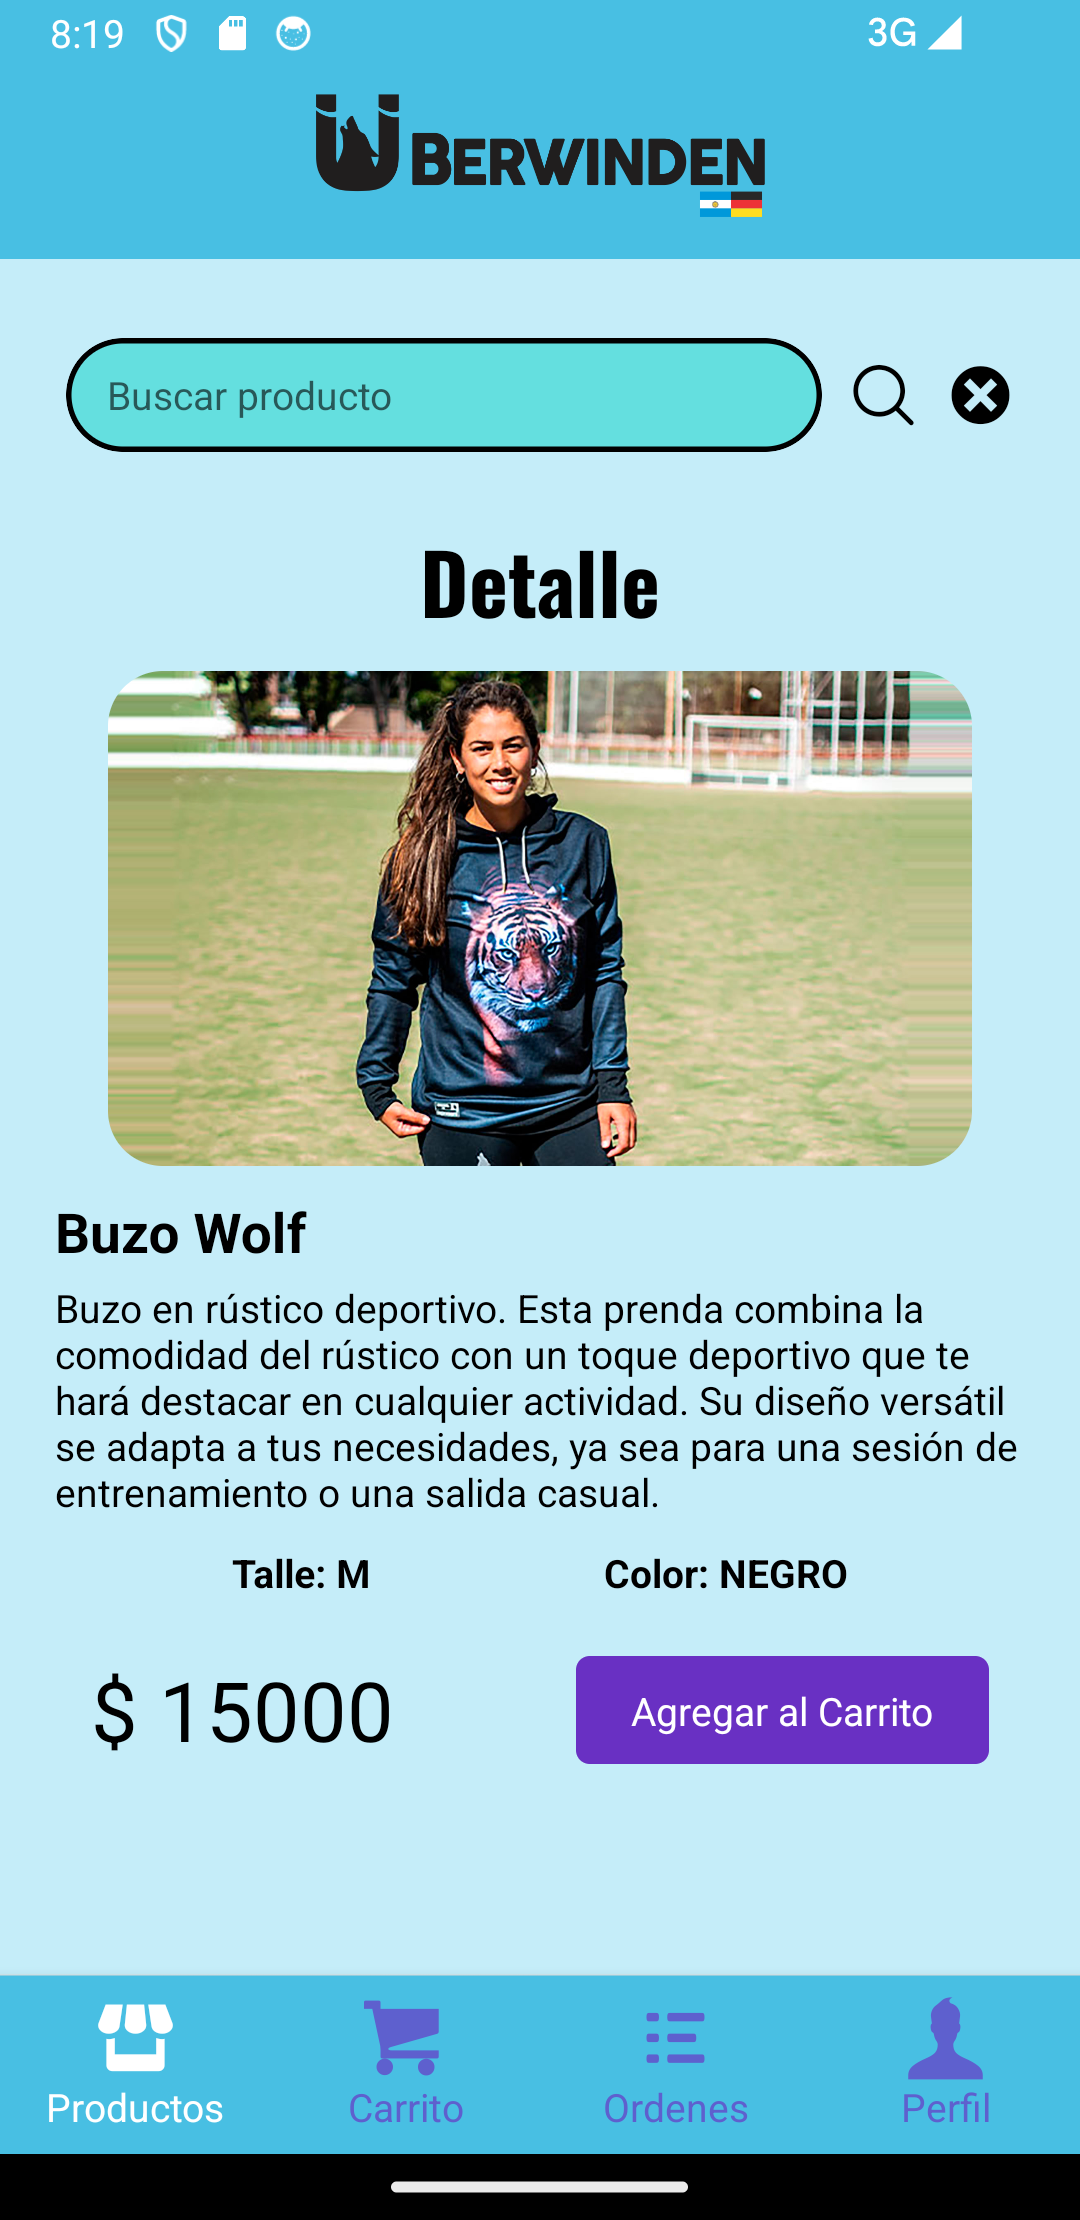 8:19
3G
ÜBERWINDEN
Buscar producto
Detalle
Buzo Wolf
Buzo en rústico deportivo. Esta prenda combina la
comodidad del rústico con un toque deportivo que te
hará destacar en cualquier actividad. Su diseño versátil
se adapta a tus necesidades, ya sea para una sesión de
entrenamiento o una salida casual.
Talle: M
Color: NEGRO
$ 15000
Agregar al Carrito
Productos
Carrito
Ordenes
Perfil